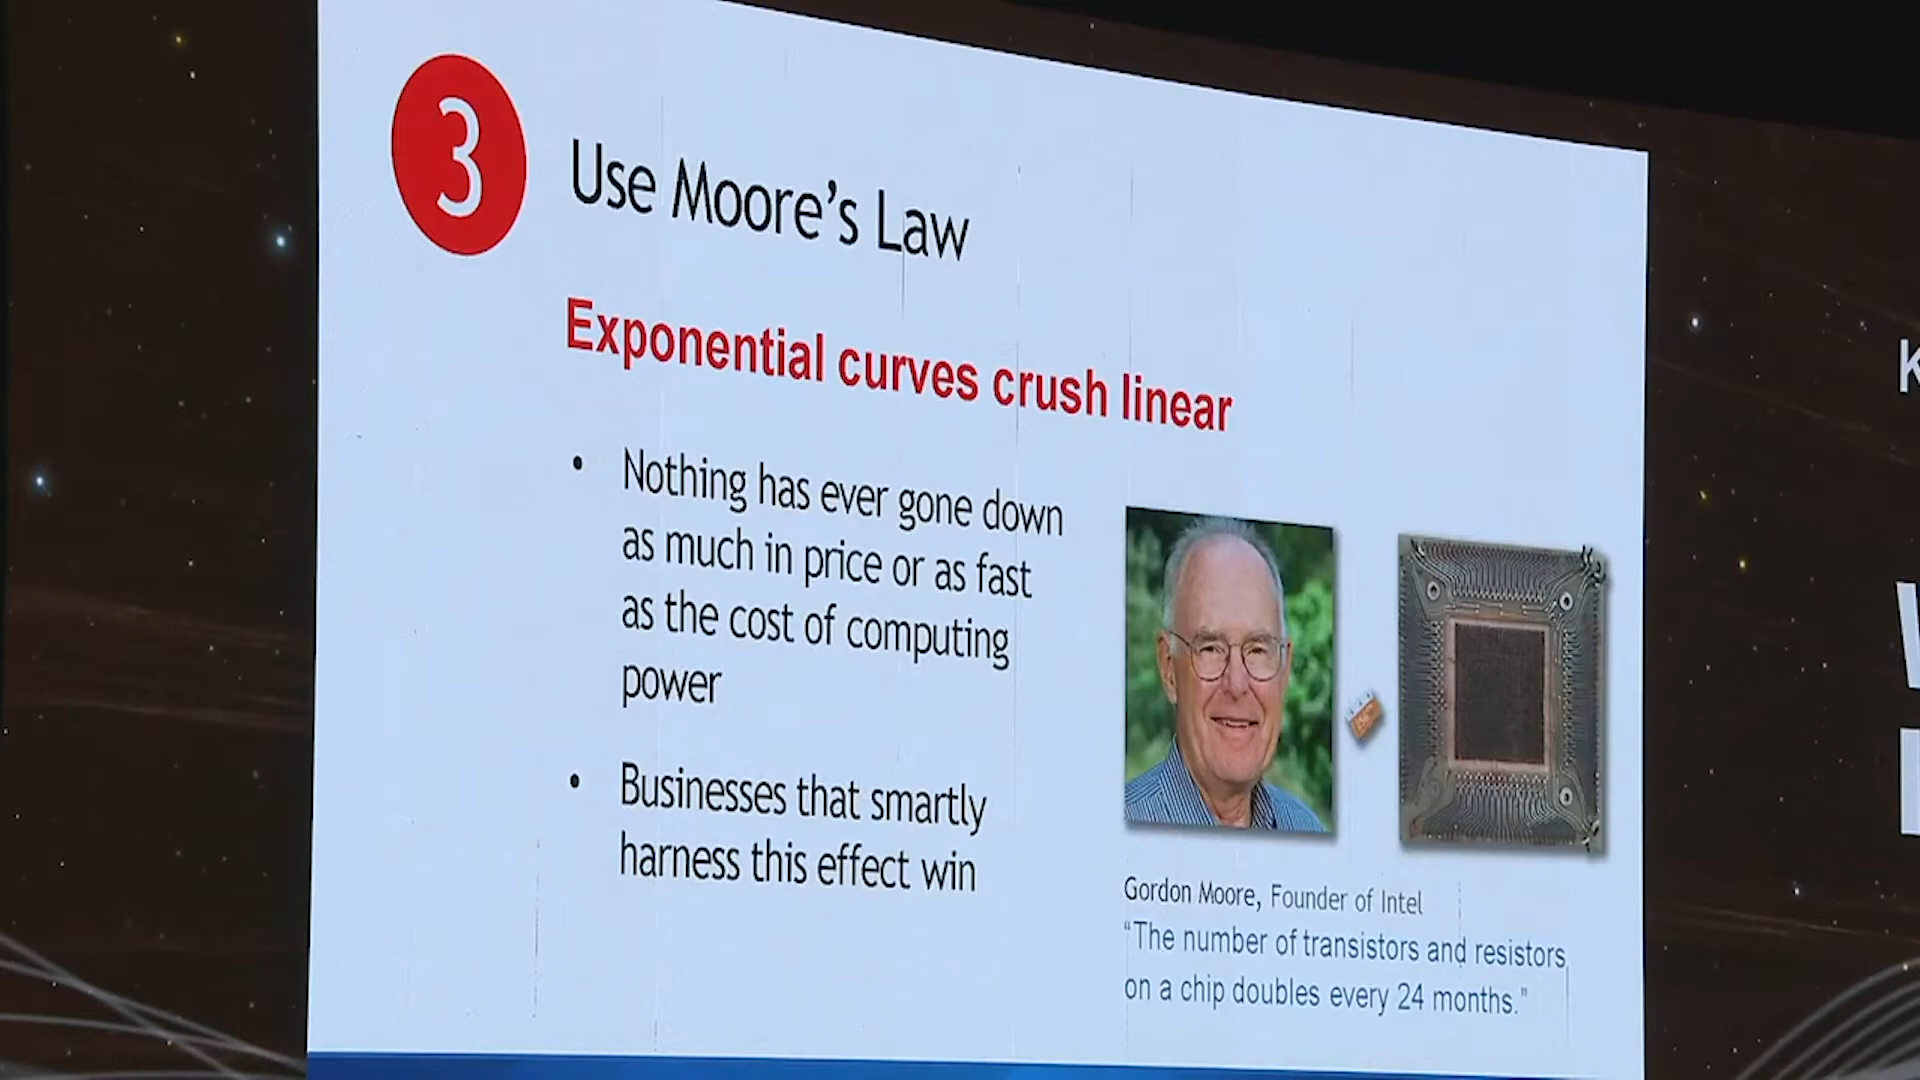 3
Use Moore's Law
Exponential curves crush linear
• Nothing has ever gone down
as much in price or as fast
as the cost of computing
power
• Businesses that smartly
harness this effect win
Gordon Moore, Founder of Intel
“The number of transistors and resistors
on a chip doubles every 24 months.”
K